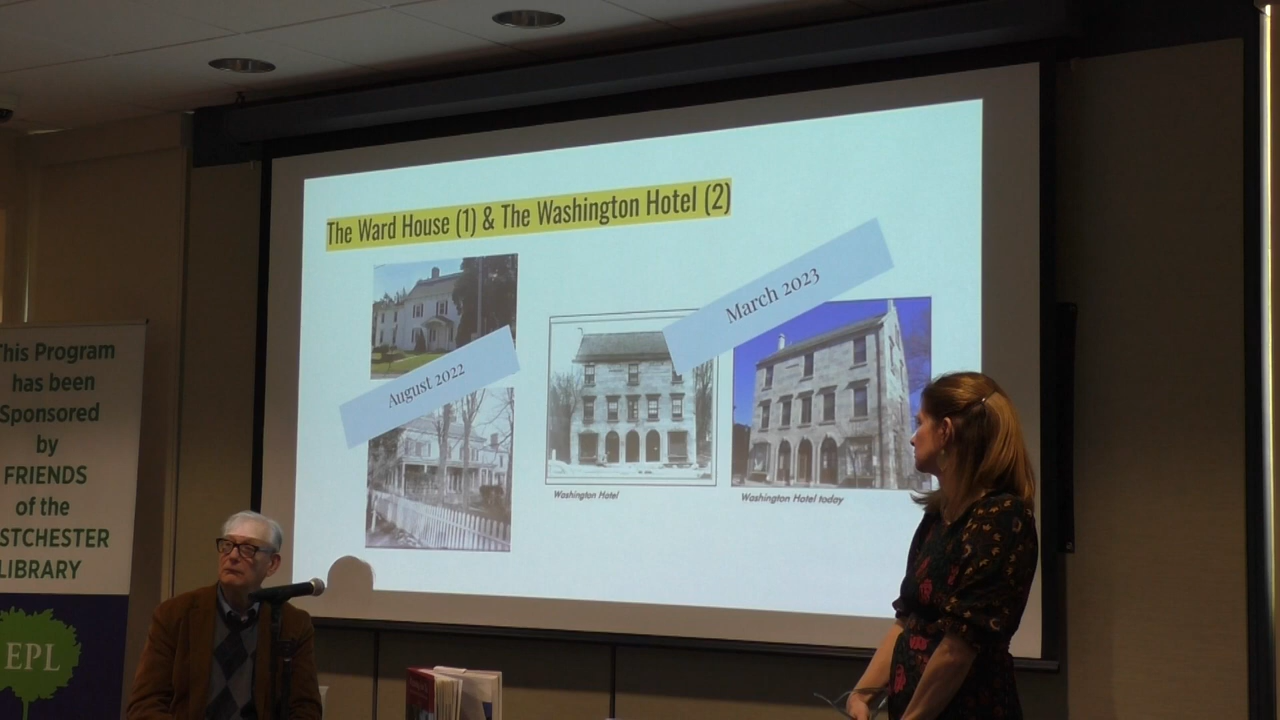 The Ward House (1) & The Washington Hotel (2)
August 2022
March 2023
Washington Hotel
Washington Hotel today
This Program
has been
Sponsored
by
FRIENDS
of the
STCHESTER
LIBRARY
EPL